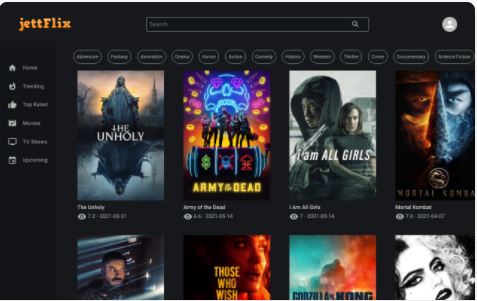 jettFlix
Search
Adventure Fantasy Animation Drama Horror Action Comedy History Western Thriller Crime Documentary Science Fiction
Home
Trending
Top Rated
Movies
TV Shows
Upcoming
THE
UNHOLY
ARMY OF THE DEAD
I am ALL GIRLS
MORTAL KOMBA
The Unholy
7.2 - 2021-03-31
Army of the Dead
6.6 - 2021-05-14
I Am All Girls
7 - 2021-05-14
Mortal Kombat
7.6 - 2021-04-07
THOSE
WHO
WISH
GODZILLA KONG